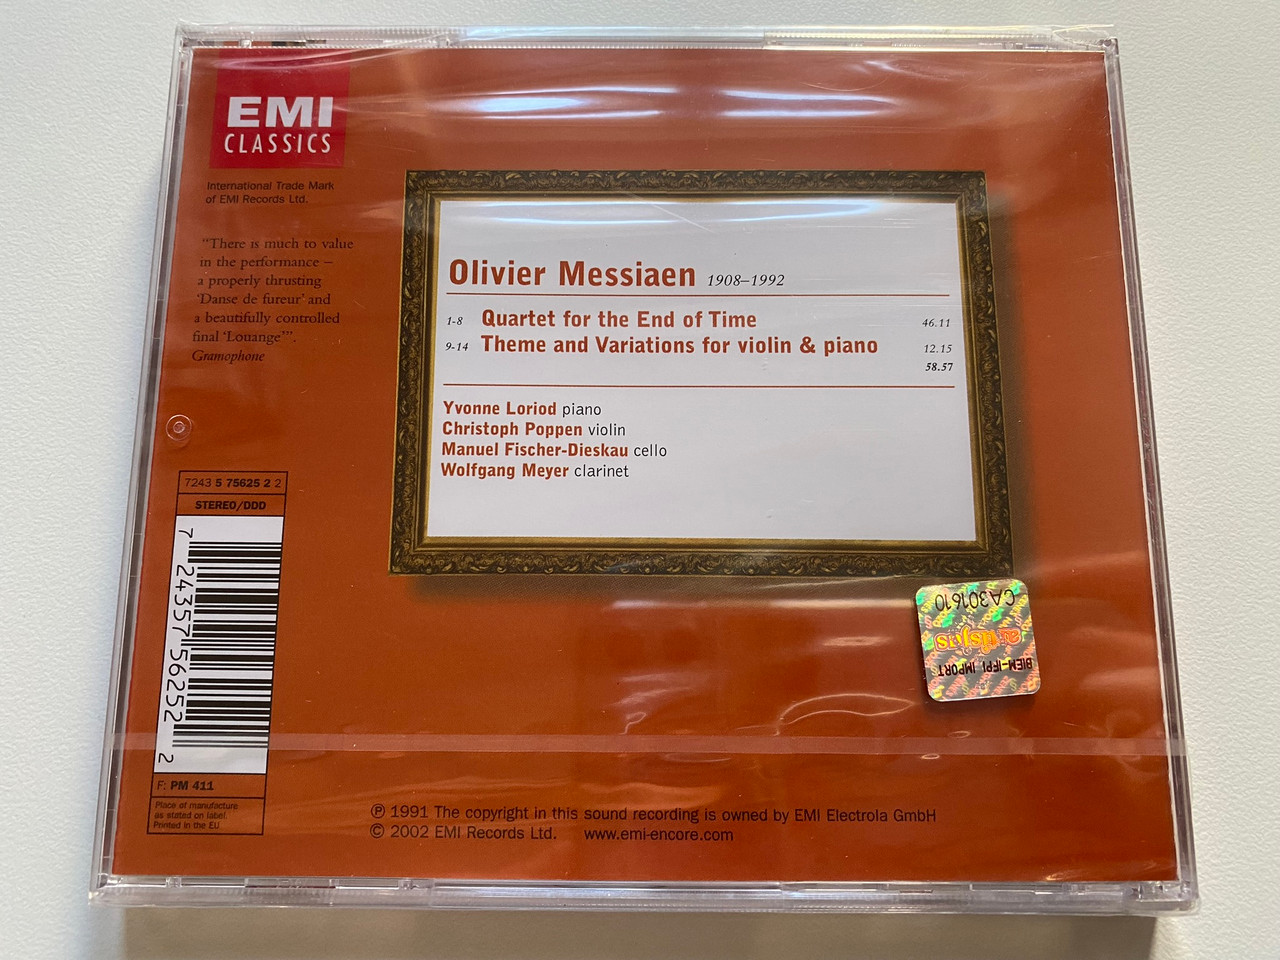 EMI
CLASSICS
International Trade Mark
of EMI Records Ltd.
“There is much to value
in the performance –
a properly thrusting
‘Danse de fureur’ and
a beautifully controlled
final ‘Louange’”.
Gramophone
Olivier Messiaen 1908–1992
1-8 Quartet for the End of Time 46.11
9-14 Theme and Variations for violin & piano 12.15
58.57
Yvonne Loriod piano
Christoph Poppen violin
Manuel Fischer-Dieskau cello
Wolfgang Meyer clarinet
7243 5 75625 2 2
STEREO/DDD
7 24357 56252 2
F: PM 411
Place of manufacture
as stated on label.
Printed in the EU
CA301610
artisjus
BIEM-IFPI IMPORT
℗ 1991 The copyright in this sound recording is owned by EMI Electrola GmbH
© 2002 EMI Records Ltd. www.emi-encore.com